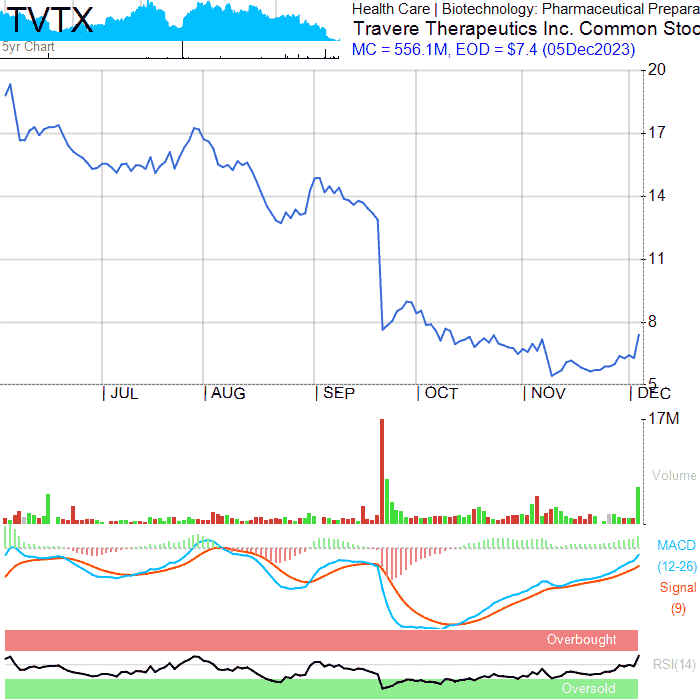 TVTX
Health Care | Biotechnology: Pharmaceutical Prepara
Travere Therapeutics Inc. Common Stoc
5yr Chart
MC = 556.1M, EOD = $7.4 (05Dec2023)
20
17
14
11
8
5
JUL
AUG
SEP
OCT
NOV
DEC
17M
Volume
MACD
(12-26)
Signal
(9)
Overbought
RSI(14)
Oversold